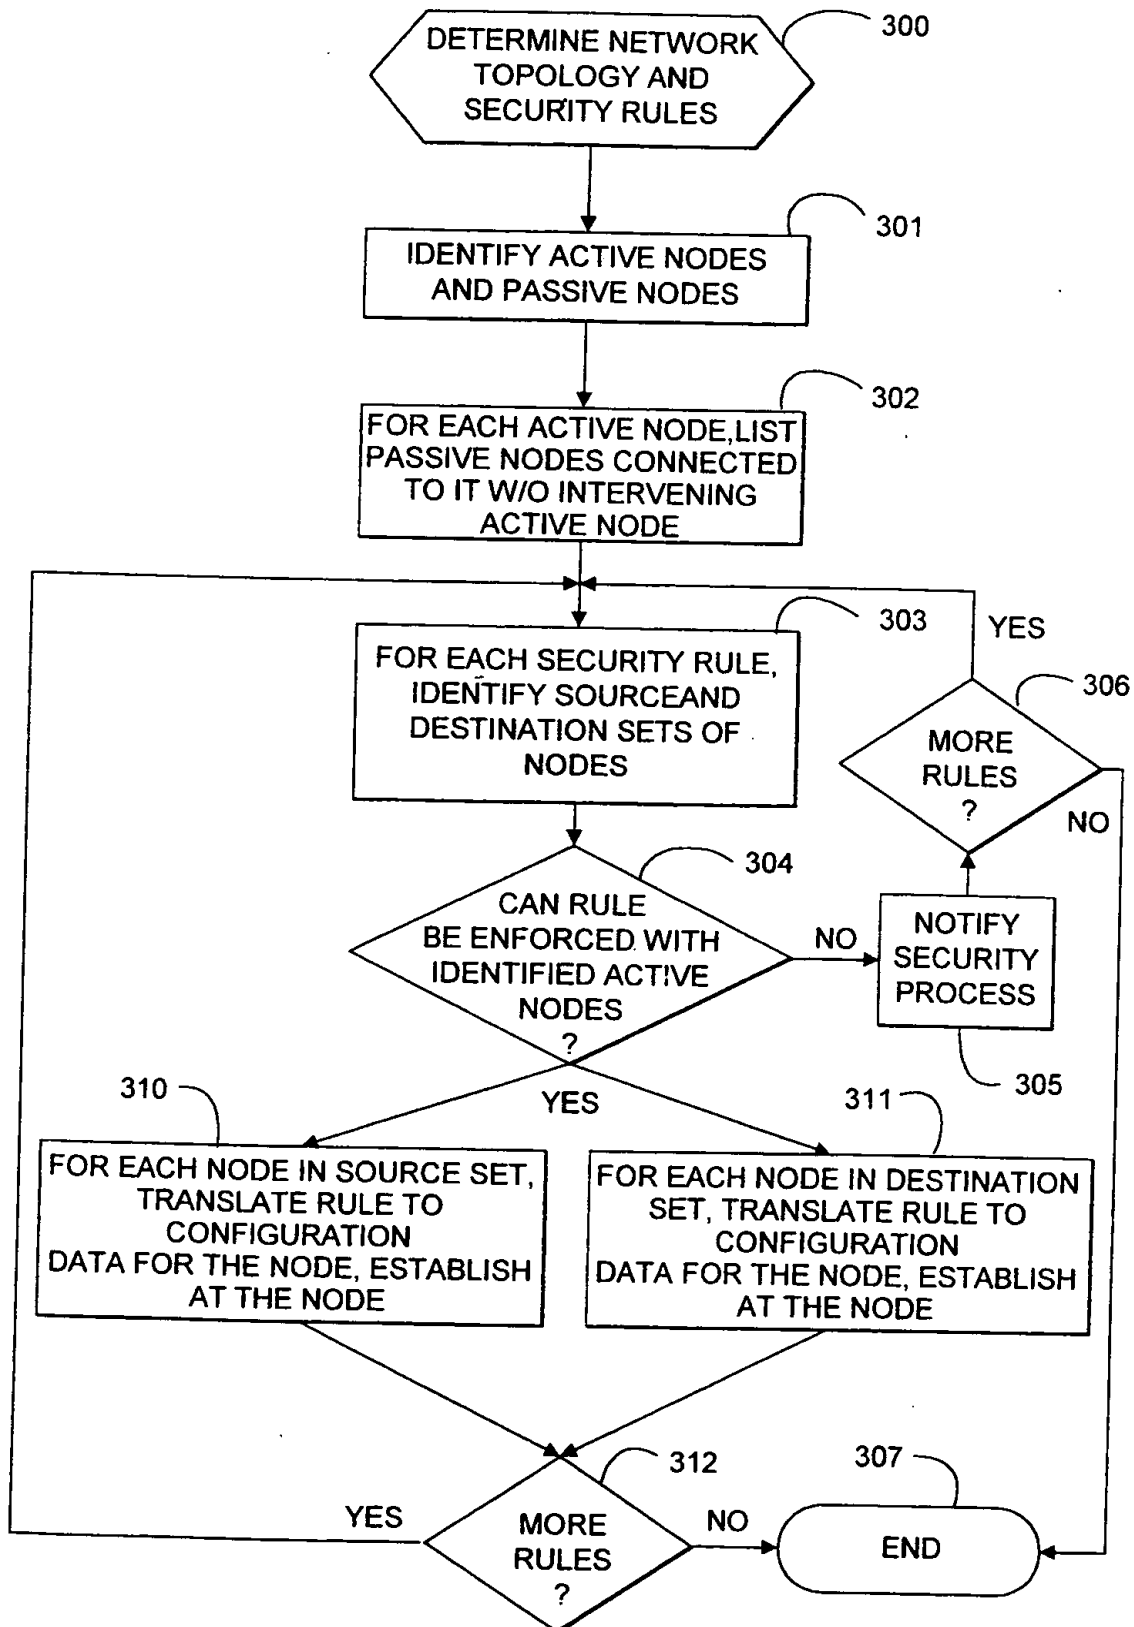 300
DETERMINE NETWORK
TOPOLOGY AND
SECURITY RULES
301
IDENTIFY ACTIVE NODES
AND PASSIVE NODES
302
FOR EACH ACTIVE NODE,LIST
PASSIVE NODES CONNECTED
TO IT W/O INTERVENING
ACTIVE NODE
303
FOR EACH SECURITY RULE,
IDENTIFY SOURCEAND
DESTINATION SETS OF
NODES
YES
306
MORE
RULES
?
NO
304
CAN RULE
BE ENFORCED WITH
IDENTIFIED ACTIVE
NODES
?
NO
NOTIFY
SECURITY
PROCESS
305
YES
310
FOR EACH NODE IN SOURCE SET,
TRANSLATE RULE TO
CONFIGURATION
DATA FOR THE NODE, ESTABLISH
AT THE NODE
311
FOR EACH NODE IN DESTINATION
SET, TRANSLATE RULE TO
CONFIGURATION
DATA FOR THE NODE, ESTABLISH
AT THE NODE
312
YES
MORE
RULES
?
NO
307
END